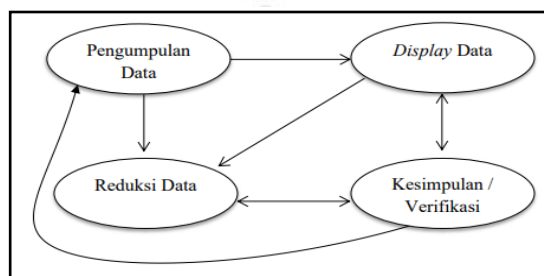 Pengumpulan
Data
Display Data
Reduksi Data
Kesimpulan /
Verifikasi